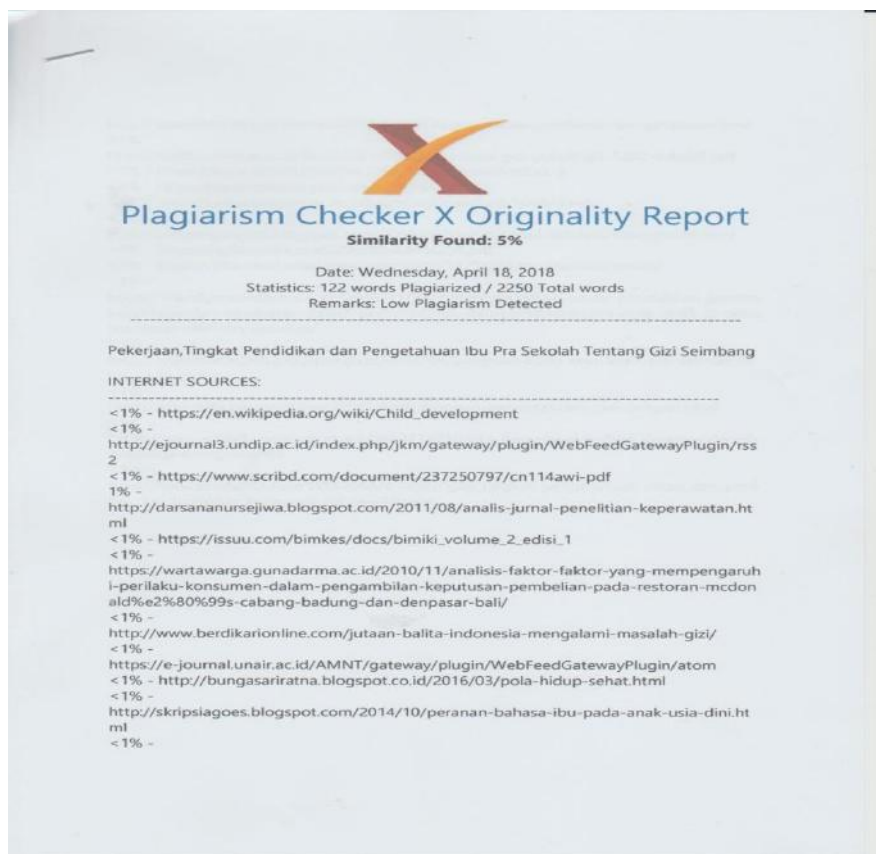 Plagiarism Checker X Originality Report
Similarity Found: 5%
Date: Wednesday, April 18, 2018
Statistics: 122 words Plagiarized / 2250 Total words
Remarks: Low Plagiarism Detected
Pekerjaan,Tingkat Pendidikan dan Pengetahuan Ibu Pra Sekolah Tentang Gizi Seimbang
INTERNET SOURCES:
<1% - https://en.wikipedia.org/wiki/Child_development
<1% -
http://ejournal3.undip.ac.id/index.php/jkm/gateway/plugin/WebFeedGatewayPlugin/rss
2
<1% - https://www.scribd.com/document/237250797/cn114awi-pdf
1% -
http://darsananursejiwa.blogspot.com/2011/08/analis-jurnal-penelitian-keperawatan.ht
ml
<1% - https://issuu.com/bimkes/docs/bimiki_volume_2_edisi_1
<1% -
https://wartawarga.gunadarma.ac.id/2010/11/analisis-faktor-faktor-yang-mempengaruh
i-perilaku-konsumen-dalam-pengambilan-keputusan-pembelian-pada-restoran-mcdon
ald%e2%80%99s-cabang-badung-dan-denpasar-bali/
<1% -
http://www.berdikarionline.com/jutaan-balita-indonesia-mengalami-masalah-gizi/
<1% -
https://e-journal.unair.ac.id/AMNT/gateway/plugin/WebFeedGatewayPlugin/atom
<1% - http://bungasariratna.blogspot.co.id/2016/03/pola-hidup-sehat.html
<1% -
http://skripsiagoes.blogspot.com/2014/10/peranan-bahasa-ibu-pada-anak-usia-dini.ht
ml
<1% -